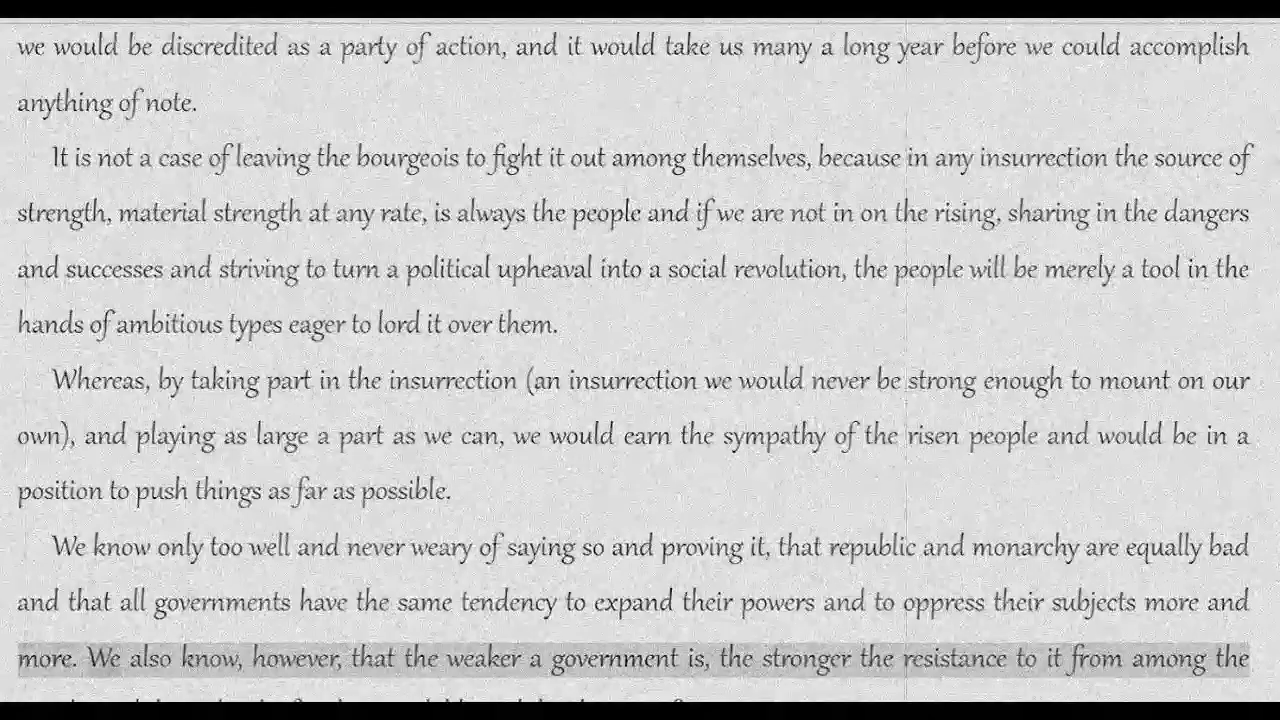 we would be discredited as a party of action, and it would take us many a long year before we could accomplish
anything of note.
It is not a case of leaving the bourgeois to fight it out among themselves, because in any insurrection the source of
strength, material strength at any rate, is always the people and if we are not in on the rising, sharing in the dangers
and successes and striving to turn a political upheaval into a social revolution, the people will be merely a tool in the
hands of ambitious types eager to lord it over them.
Whereas, by taking part in the insurrection (an insurrection we would never be strong enough to mount on our
own), and playing as large a part as we can, we would earn the sympathy of the risen people and would be in a
position to push things as far as possible.
We know only too well and never weary of saying so and proving it, that republic and monarchy are equally bad
and that all governments have the same tendency to expand their powers and to oppress their subjects more and
more. We also know, however, that the weaker a government is, the stronger the resistance to it from among the